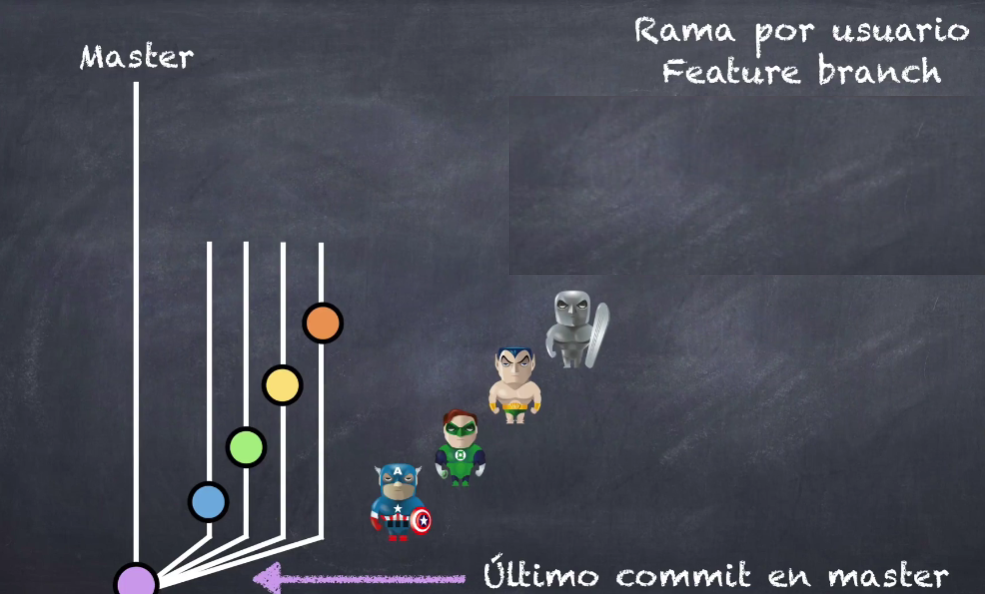 Rama por usuario
Feature branch
Master
A
Último commit en master